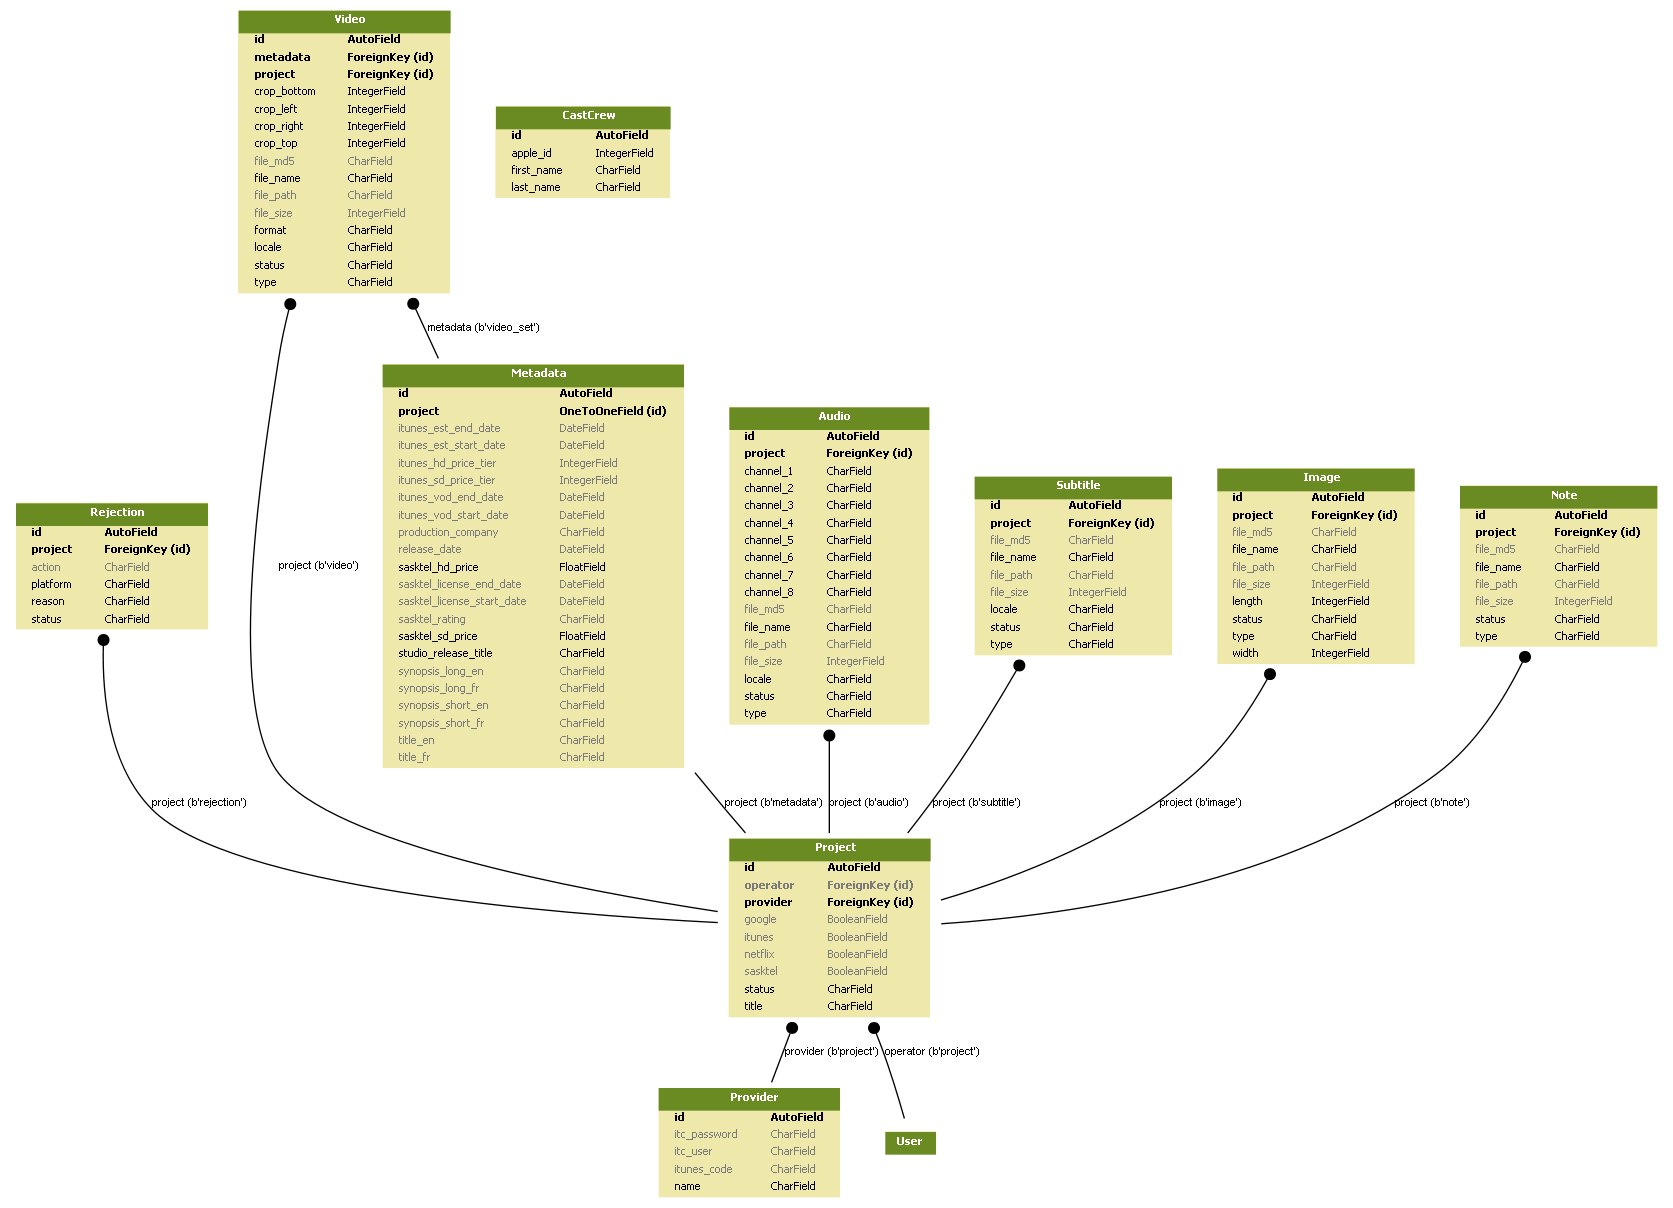 Video
id AutoField
metadata ForeignKey (id)
project ForeignKey (id)
crop_bottom IntegerField
crop_left IntegerField
crop_right IntegerField
crop_top IntegerField
file_md5 CharField
file_name CharField
file_path CharField
file_size IntegerField
format CharField
locale CharField
status CharField
type CharField
CastCrew
id AutoField
apple_id IntegerField
first_name CharField
last_name CharField
metadata (b'video_set')
Metadata
id AutoField
project OneToOneField (id)
itunes_est_end_date DateField
itunes_est_start_date DateField
itunes_hd_price_tier IntegerField
itunes_sd_price_tier IntegerField
itunes_vod_end_date DateField
itunes_vod_start_date DateField
production_company CharField
release_date DateField
sasktel_hd_price FloatField
sasktel_license_end_date DateField
sasktel_license_start_date DateField
sasktel_rating CharField
sasktel_sd_price FloatField
studio_release_title CharField
synopsis_long_en CharField
synopsis_long_fr CharField
synopsis_short_en CharField
synopsis_short_fr CharField
title_en CharField
title_fr CharField
Audio
id AutoField
project ForeignKey (id)
channel_1 CharField
channel_2 CharField
channel_3 CharField
channel_4 CharField
channel_5 CharField
channel_6 CharField
channel_7 CharField
channel_8 CharField
file_md5 CharField
file_name CharField
file_path CharField
file_size IntegerField
locale CharField
status CharField
type CharField
Subtitle
id AutoField
project ForeignKey (id)
file_md5 CharField
file_name CharField
file_path CharField
file_size IntegerField
locale CharField
status CharField
type CharField
Image
id AutoField
project ForeignKey (id)
file_md5 CharField
file_name CharField
file_path CharField
file_size IntegerField
length IntegerField
status CharField
type CharField
width IntegerField
Note
id AutoField
project ForeignKey (id)
file_md5 CharField
file_name CharField
file_path CharField
file_size IntegerField
status CharField
type CharField
Rejection
id AutoField
project ForeignKey (id)
action CharField
platform CharField
reason CharField
status CharField
project (b'video')
project (b'rejection')
project (b'metadata')
project (b'audio')
project (b'subtitle')
project (b'image')
project (b'note')
Project
id AutoField
operator ForeignKey (id)
provider ForeignKey (id)
google BooleanField
itunes BooleanField
netflix BooleanField
sasktel BooleanField
status CharField
title CharField
provider (b'project')
operator (b'project')
Provider
id AutoField
itc_password CharField
itc_user CharField
itunes_code CharField
name CharField
User